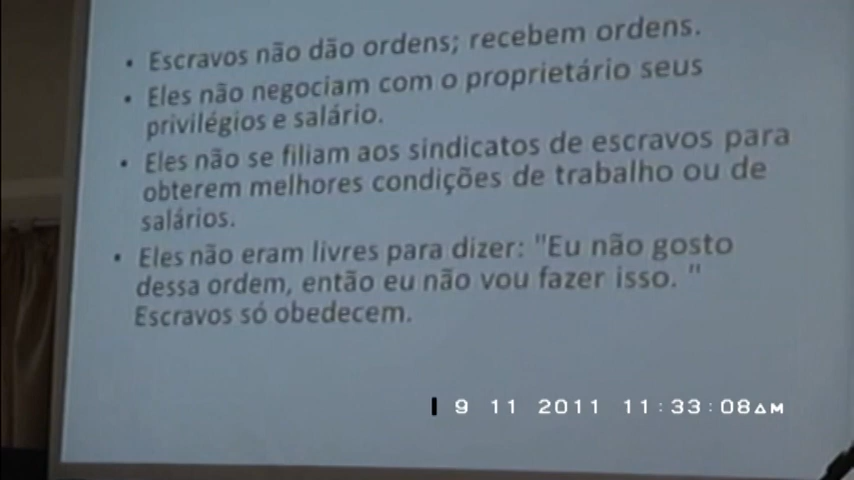 • Escravos não dão ordens; recebem ordens.
• Eles não negociam com o proprietário seus
privilégios e salário.
• Eles não se filiam aos sindicatos de escravos para
obterem melhores condições de trabalho ou de
salários.
• Eles não eram livres para dizer: "Eu não gosto
dessa ordem, então eu não vou fazer isso. "
Escravos só obedecem.
9 11 2011 11:33:08AM